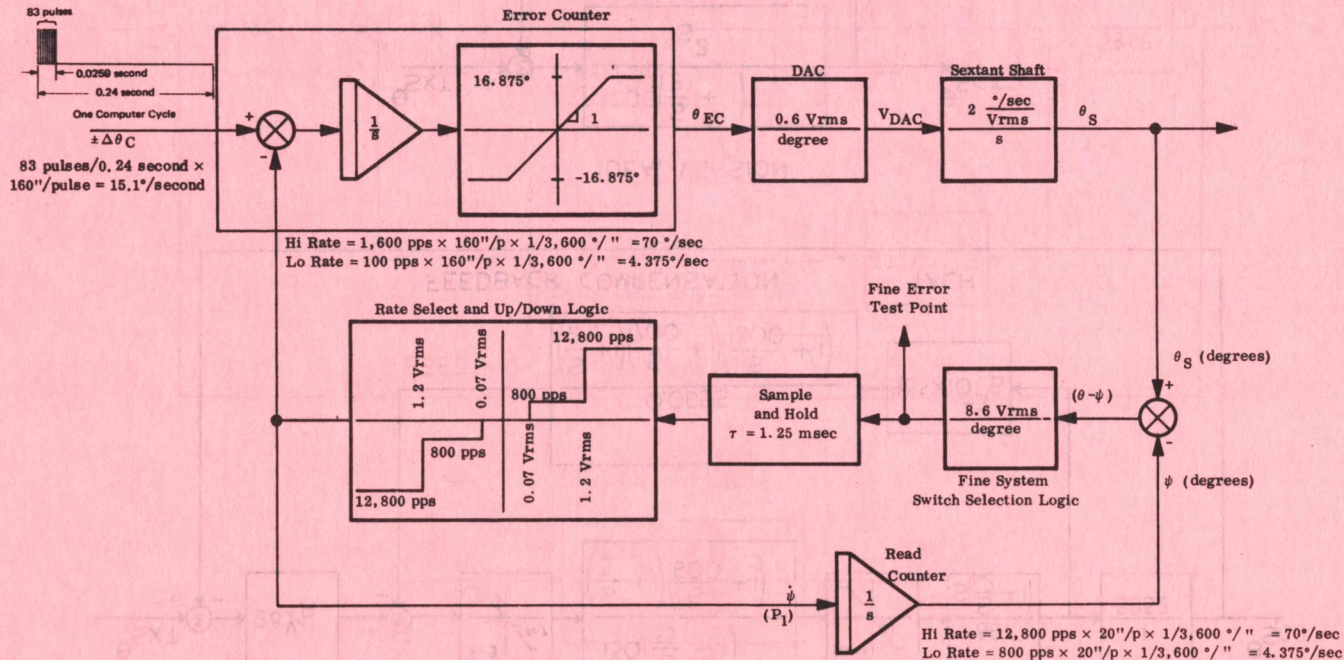 83 pulses
0.0259 second
0.24 second
One Computer Cycle
± Δθ C
83 pulses/0.24 second ×
160"/pulse = 15.1°/second
+
-
Error Counter
1
s
16.875°
1
-16.875°
θ EC
DAC
0.6 Vrms
degree
V DAC
Sextant Shaft
2 °/sec
Vrms
s
θ S
Hi Rate = 1,600 pps × 160"/p × 1/3,600 °/" = 70 °/sec
Lo Rate = 100 pps × 160"/p × 1/3,600 °/" = 4.375°/sec
Rate Select and Up/Down Logic
1.2 Vrms
0.07 Vrms
12,800 pps
800 pps
800 pps
0.07 Vrms
1.2 Vrms
12,800 pps
Sample
and Hold
τ = 1.25 msec
Fine Error
Test Point
8.6 Vrms
degree
Fine System
Switch Selection Logic
(θ-ψ)
θ S (degrees)
+
-
ψ (degrees)
Read
Counter
ψ̇
(P1)
1
s
Hi Rate = 12,800 pps × 20"/p × 1/3,600 °/" = 70°/sec
Lo Rate = 800 pps × 20"/p × 1/3,600 °/" = 4.375°/sec